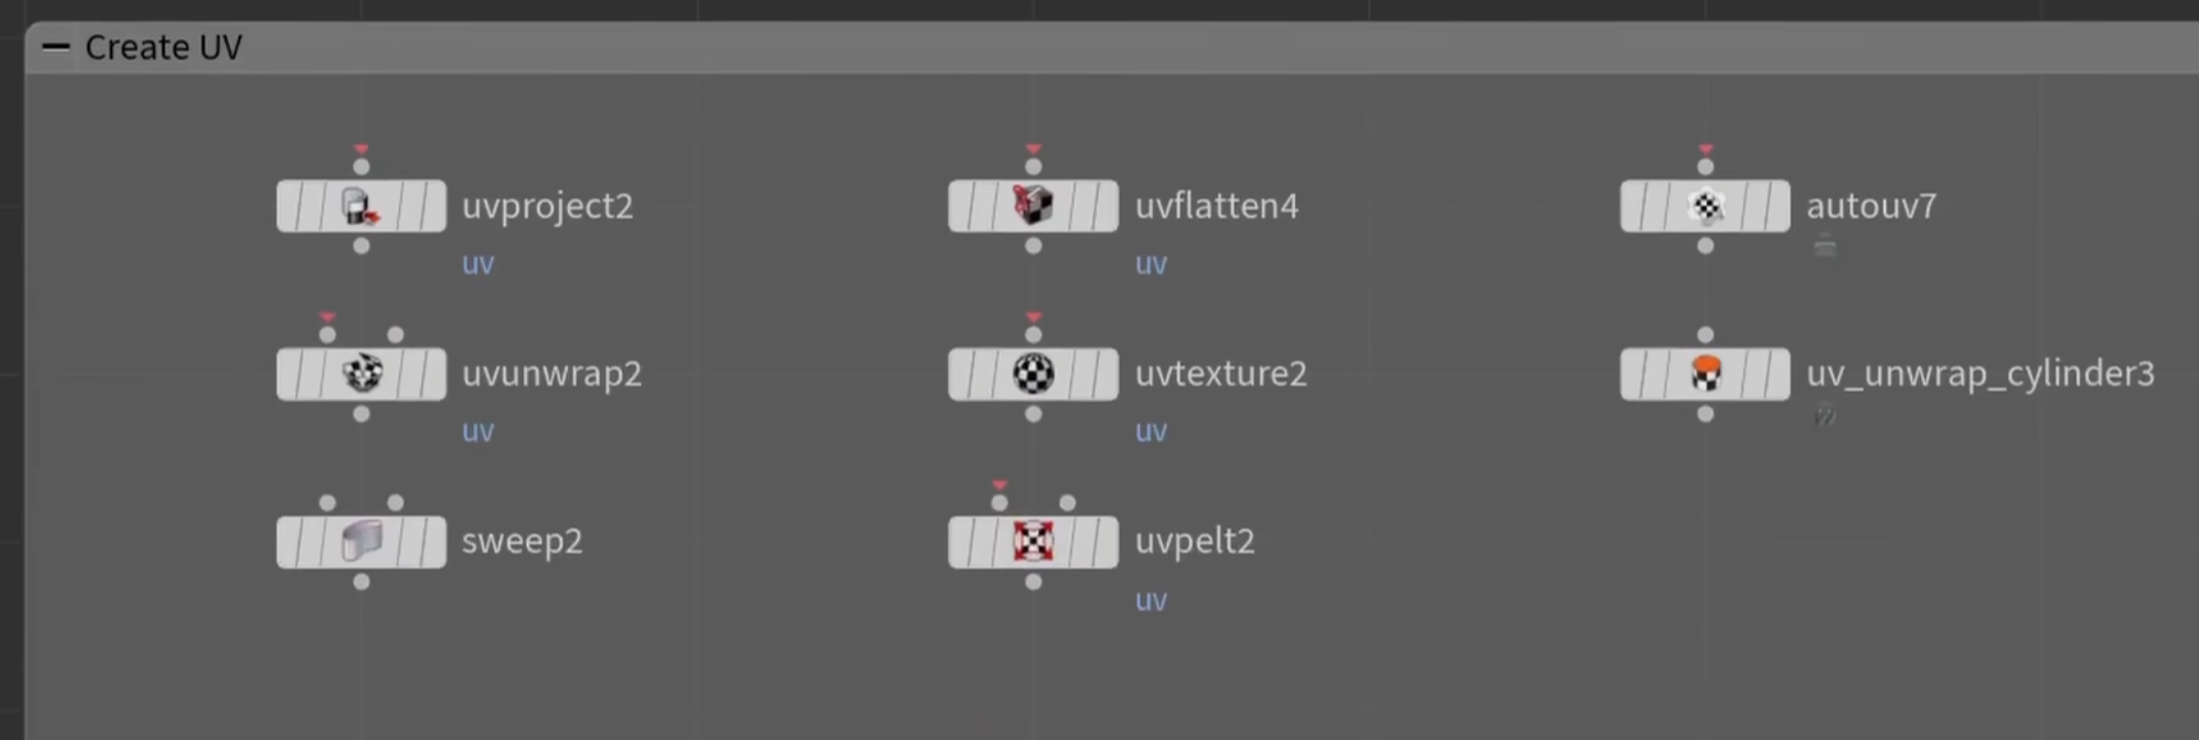 Create UV
uvproject2
uv
uvflatten4
uv
autouv7
uvunwrap2
uv
uvtexture2
uv
uv_unwrap_cylinder3
sweep2
uvpelt2
uv